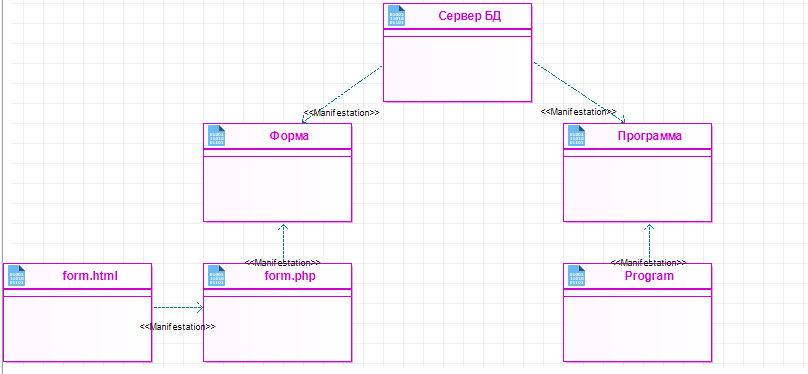 Сервер БД
<<Manifestation>>
<<Manifestation>>
Форма
Программа
<<Manifestation>>
<<Manifestation>>
form.html
form.php
Program
<<Manifestation>>